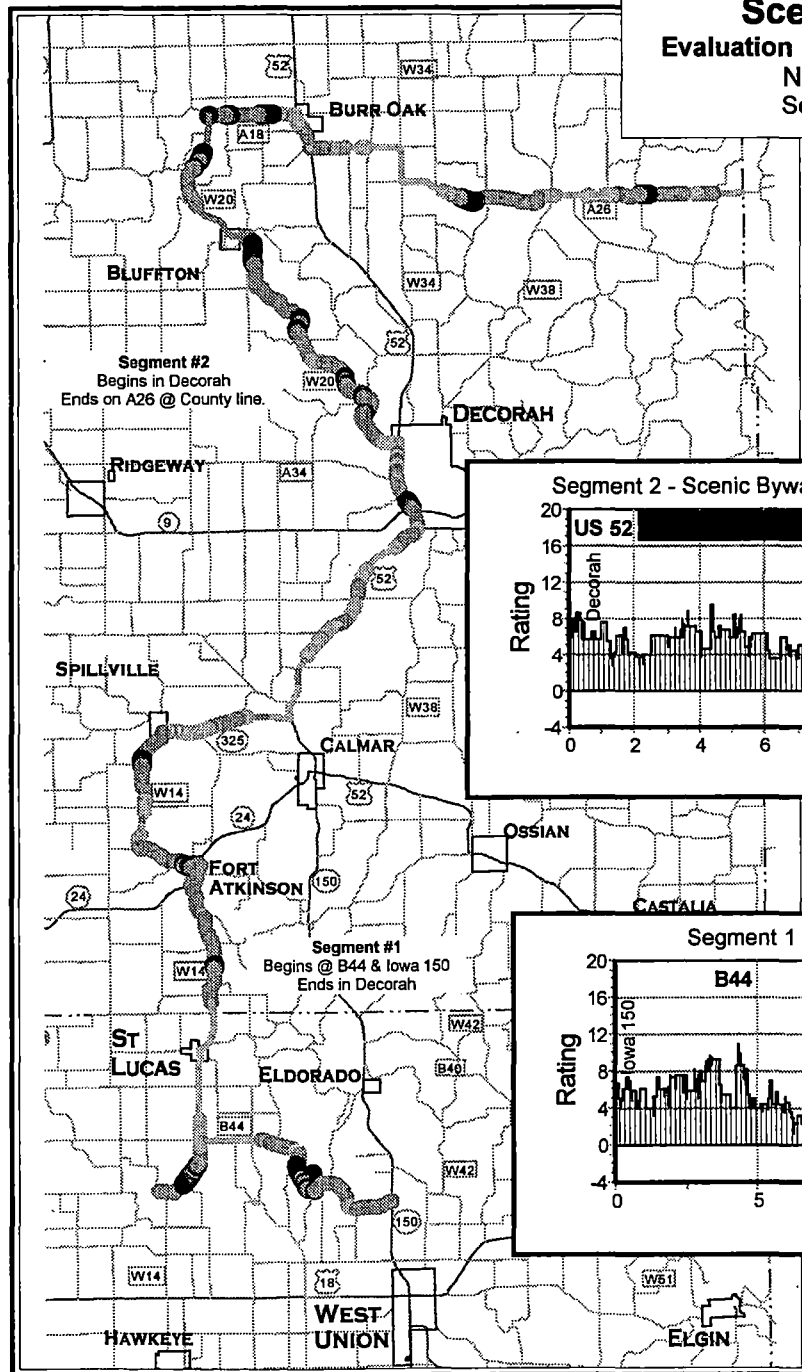 Sce
Evaluation
N
Se
52
W34
BURR OAK
A18
W20
A26
BLUFFTON
W34
W38
52
Segment #2
Begins in Decorah
Ends on A26 @ County line.
W20
DECORAH
RIDGEWAY
A34
9
52
Segment 2 - Scenic Bywa
20
16
12
8
4
0
-4
Rating
US 52
Decorah
0 2 4 6
SPILLVILLE
W38
325
CALMAR
W14
24
52
OSSIAN
FORT
ATKINSON
150
24
CASTALIA
Segment #1
Begins @ B44 & Iowa 150
Ends in Decorah
W14
Segment 1
20
16
12
8
4
0
-4
Rating
B44
Iowa 150
0 5
W42
ST
LUCAS
ELDORADO
B40
B44
W42
150
W14
18
W51
WEST
UNION
HAWKEYE
ELGIN